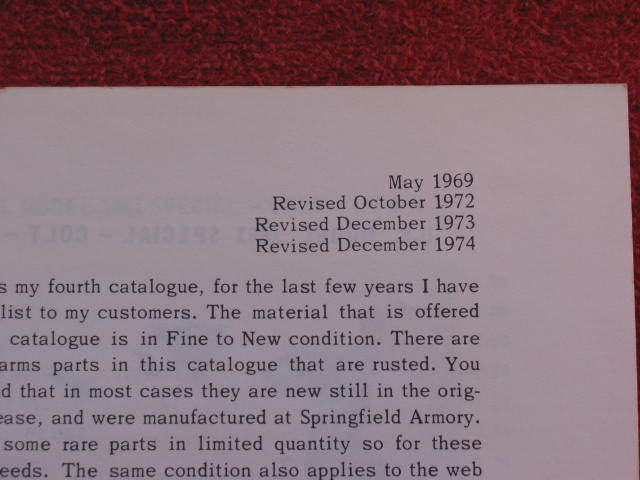 May 1969
Revised October 1972
Revised December 1973
Revised December 1974
s my fourth catalogue, for the last few years I have
list to my customers. The material that is offered
catalogue is in Fine to New condition. There are
arms parts in this catalogue that are rusted. You
d that in most cases they are new still in the orig-
ease, and were manufactured at Springfield Armory.
some rare parts in limited quantity so for these
eeds. The same condition also applies to the web